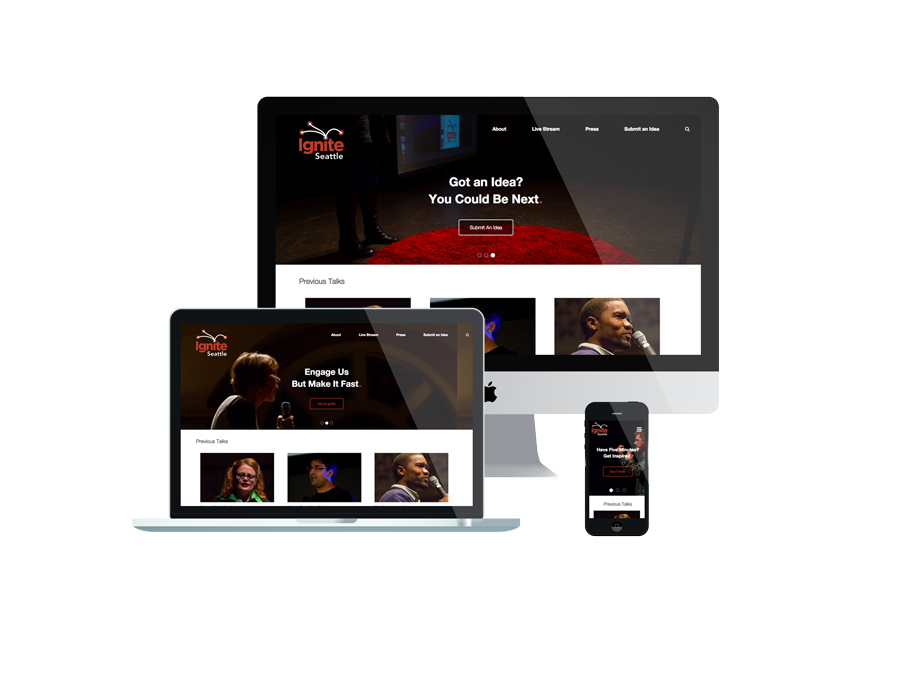 Ignite
Seattle
About
Live Stream
Press
Submit an Idea
Got an Idea?
You Could Be Next.
Submit An Idea
Previous Talks
Ignite
Seattle
About
Live Stream
Press
Submit an Idea
Engage Us
But Make It Fast.
Previous Talks
Ignite
Seattle
Have Five Minutes?
Get Inspired.
Previous Talks